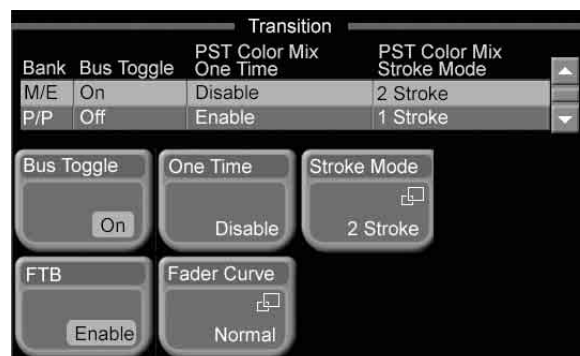 Transition
Bank Bus Toggle PST Color Mix One Time PST Color Mix Stroke Mode
M/E On Disable 2 Stroke
P/P Off Enable 1 Stroke
Bus Toggle One Time Stroke Mode
On Disable 2 Stroke
FTB Fader Curve
Enable Normal